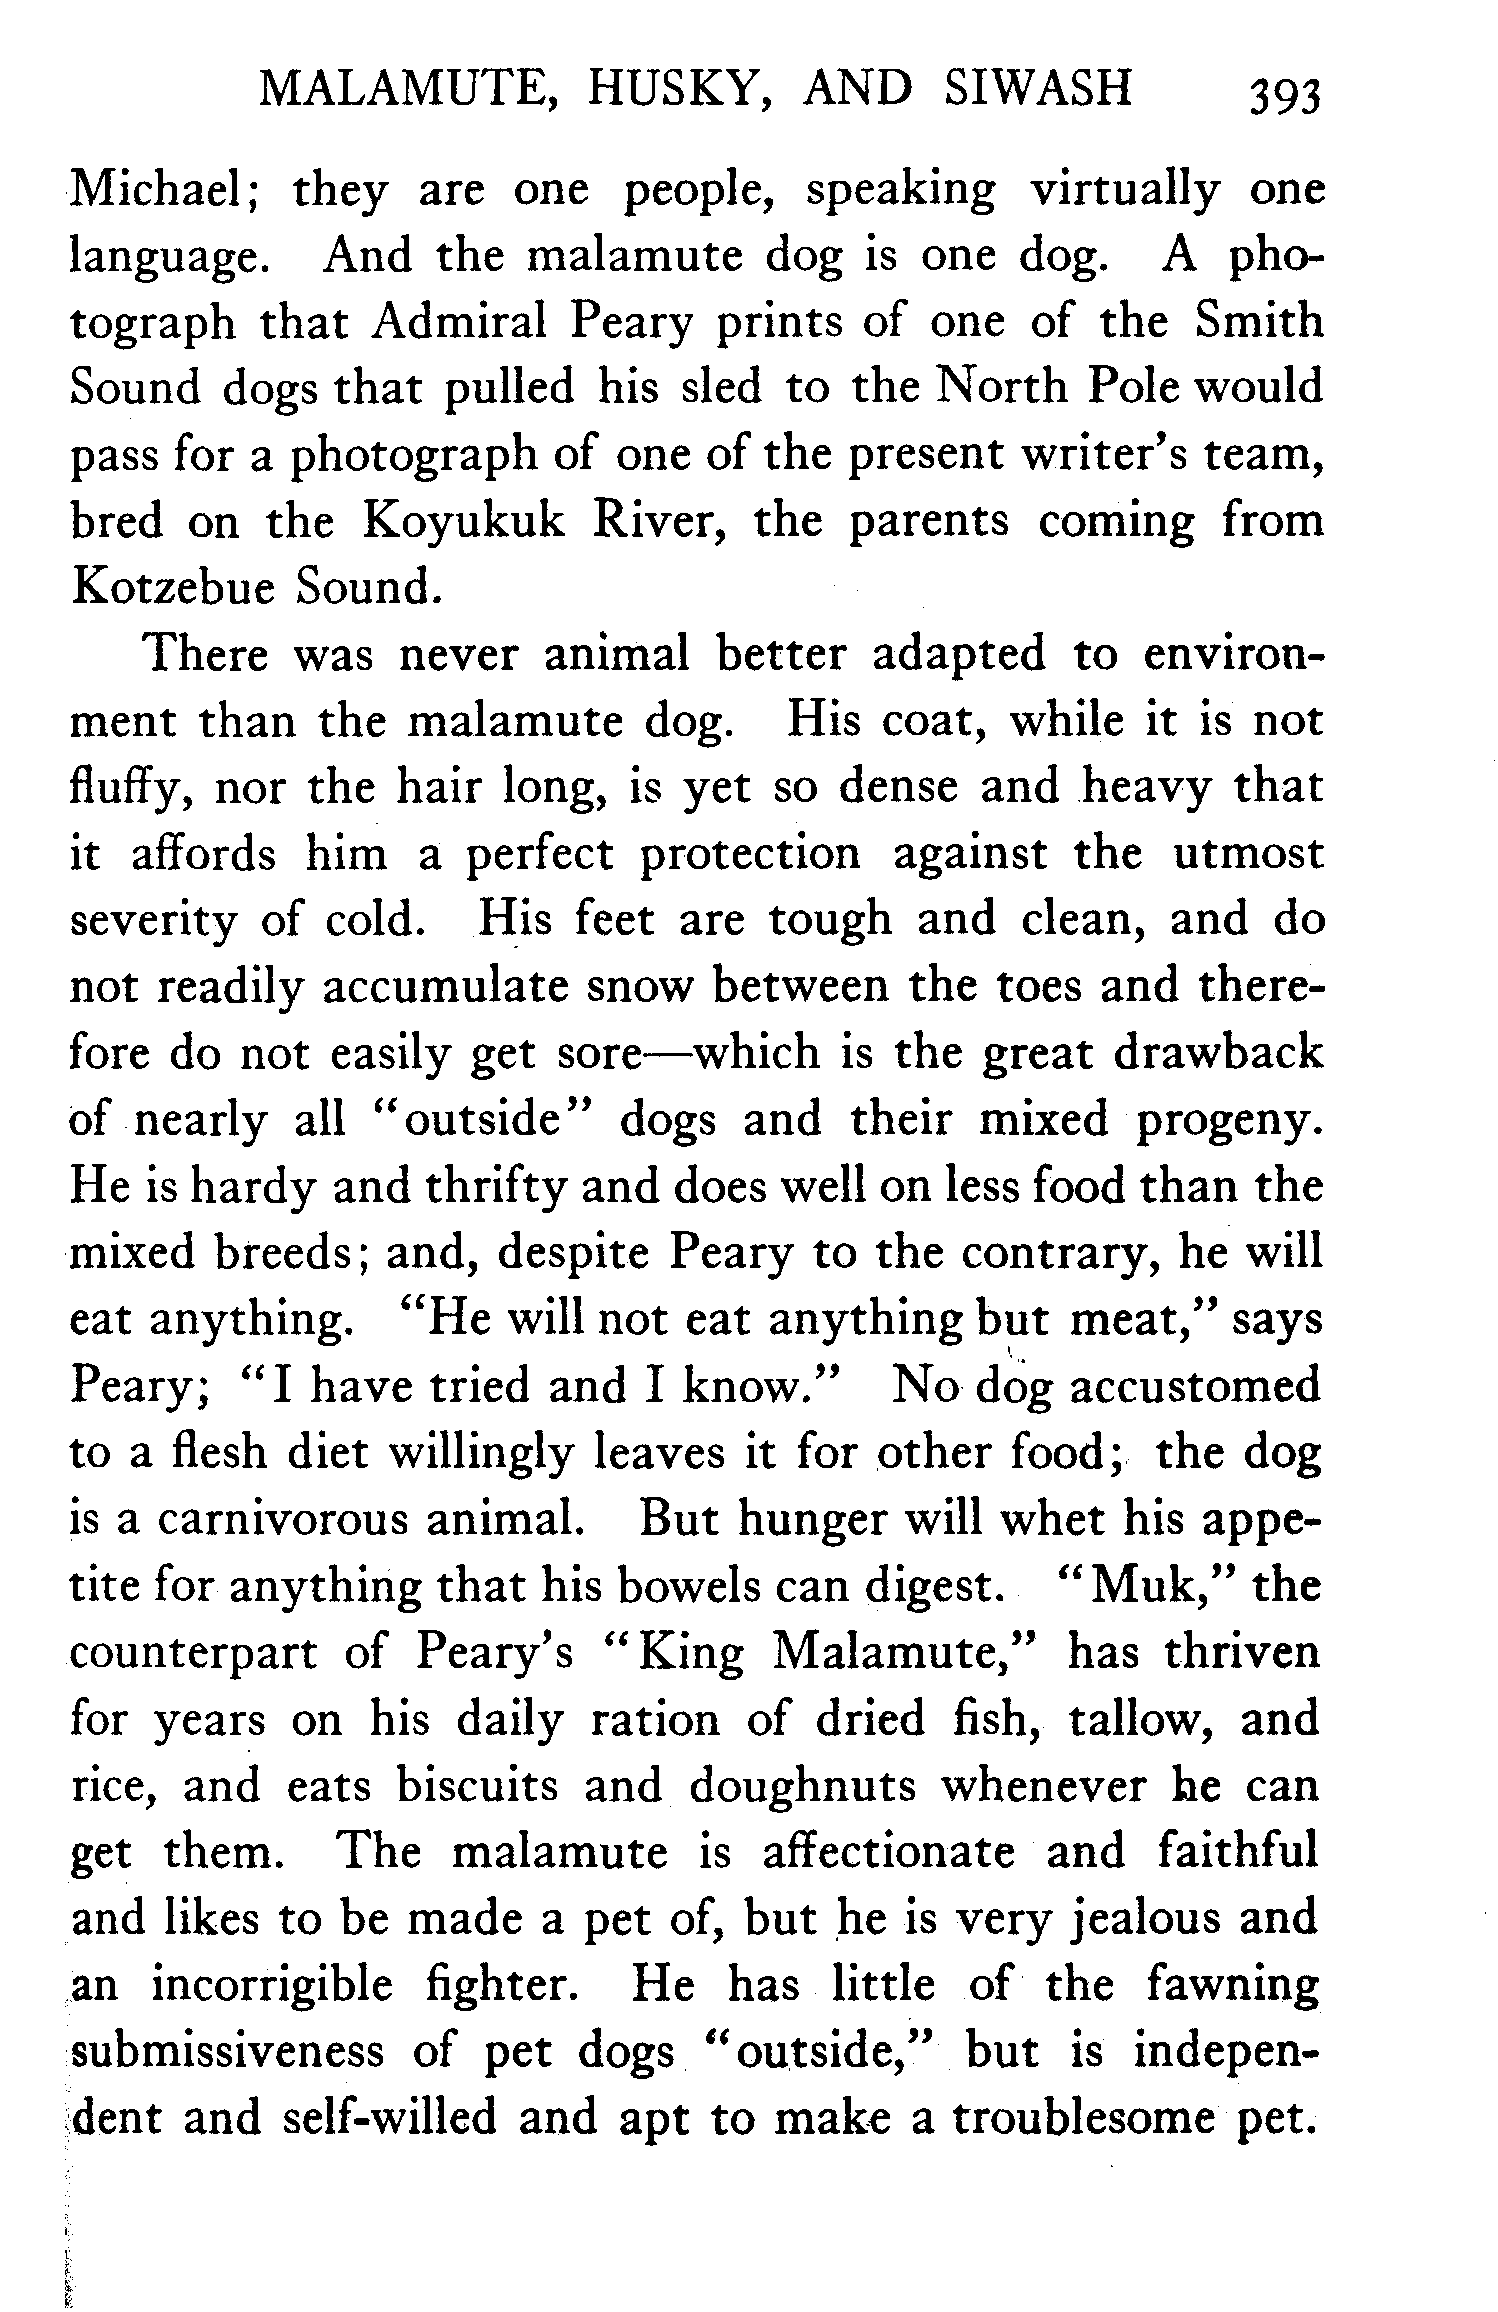 MALAMUTE, HUSKY, AND SIWASH 393
Michael; they are one people, speaking virtually one
language. And the malamute dog is one dog. A pho-
tograph that Admiral Peary prints of one of the Smith
Sound dogs that pulled his sled to the North Pole would
pass for a photograph of one of the present writer's team,
bred on the Koyukuk River, the parents coming from
Kotzebue Sound.
There was never animal better adapted to environ-
ment than the malamute dog. His coat, while it is not
fluffy, nor the hair long, is yet so dense and heavy that
it affords him a perfect protection against the utmost
severity of cold. His feet are tough and clean, and do
not readily accumulate snow between the toes and there-
fore do not easily get sore—which is the great drawback
of nearly all "outside" dogs and their mixed progeny.
He is hardy and thrifty and does well on less food than the
mixed breeds; and, despite Peary to the contrary, he will
eat anything. "He will not eat anything but meat," says
Peary; "I have tried and I know." No dog accustomed
to a flesh diet willingly leaves it for other food; the dog
is a carnivorous animal. But hunger will whet his appe-
tite for anything that his bowels can digest. "Muk," the
counterpart of Peary's "King Malamute," has thriven
for years on his daily ration of dried fish, tallow, and
rice, and eats biscuits and doughnuts whenever he can
get them. The malamute is affectionate and faithful
and likes to be made a pet of, but he is very jealous and
an incorrigible fighter. He has little of the fawning
submissiveness of pet dogs "outside," but is indepen-
dent and self-willed and apt to make a troublesome pet.